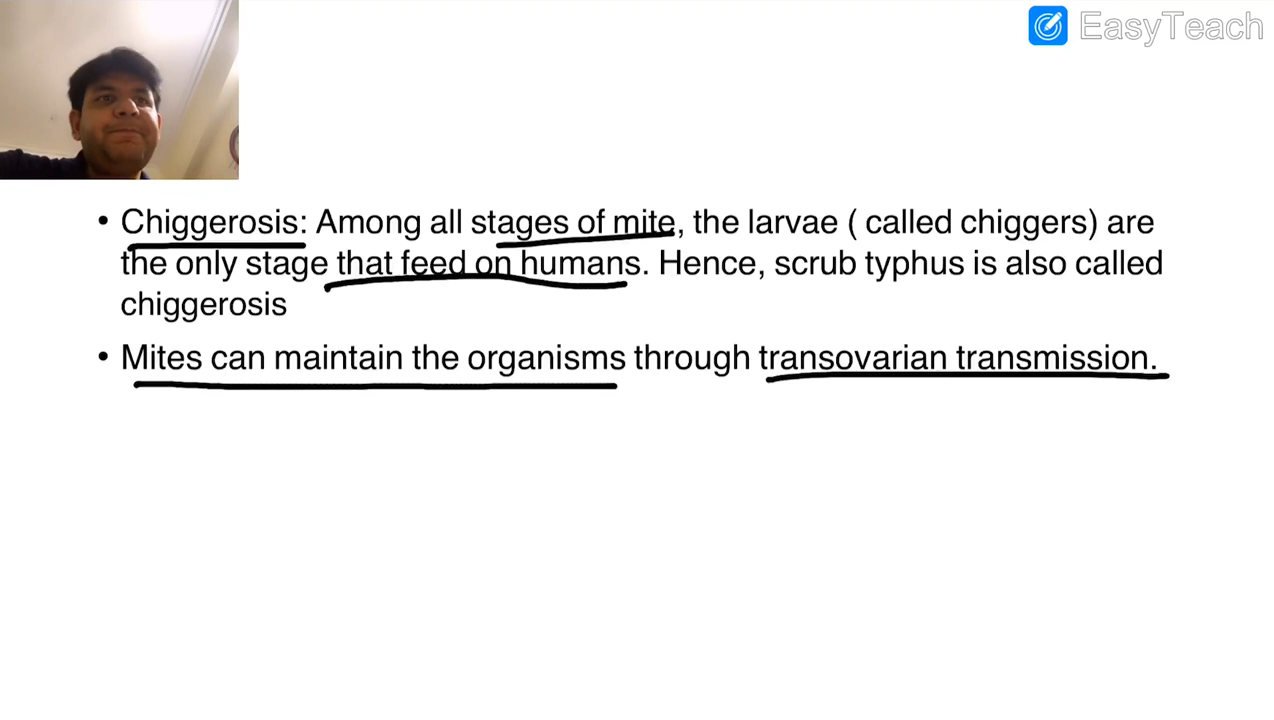 EasyTeach
• Chiggerosis: Among all stages of mite, the larvae ( called chiggers) are
the only stage that feed on humans. Hence, scrub typhus is also called
chiggerosis
• Mites can maintain the organisms through transovarian transmission.